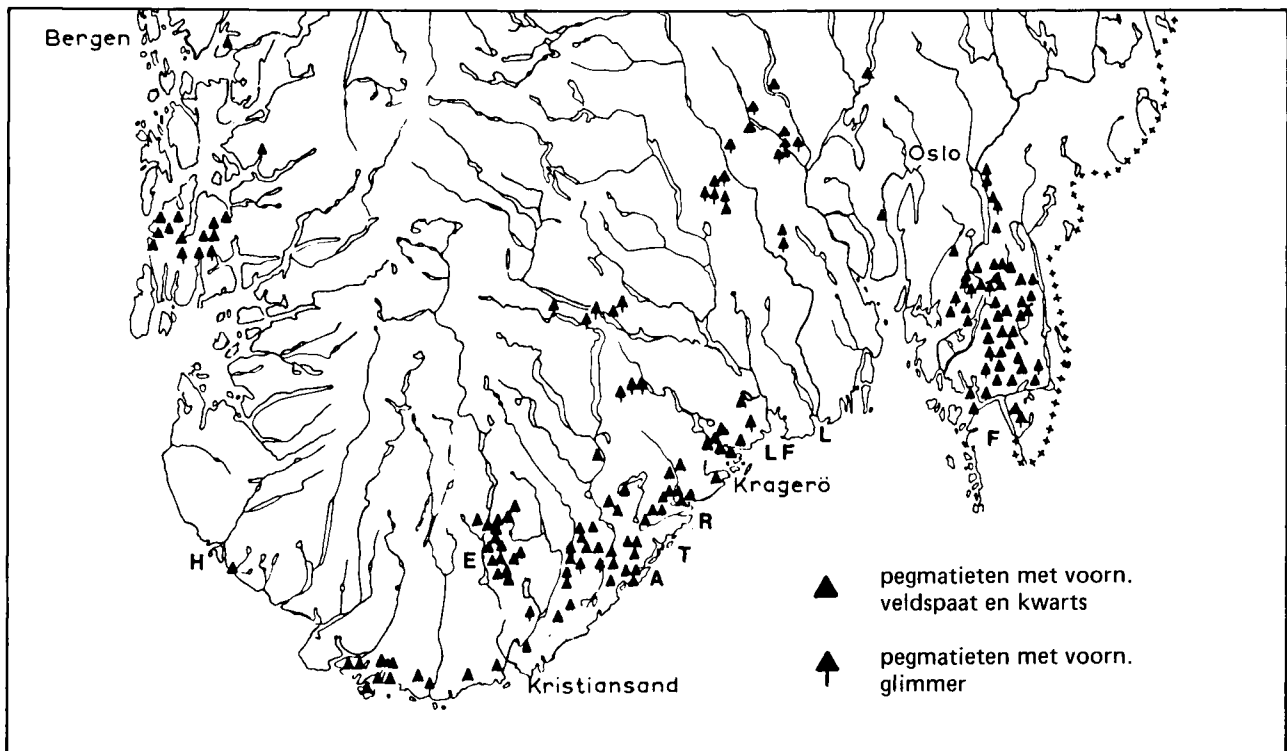 Bergen
Oslo
L
L F
F
Kragerö
R
T
H
E
A
pegmatieten met voorn.
veldspaat en kwarts
pegmatieten met voorn.
glimmer
Kristiansand